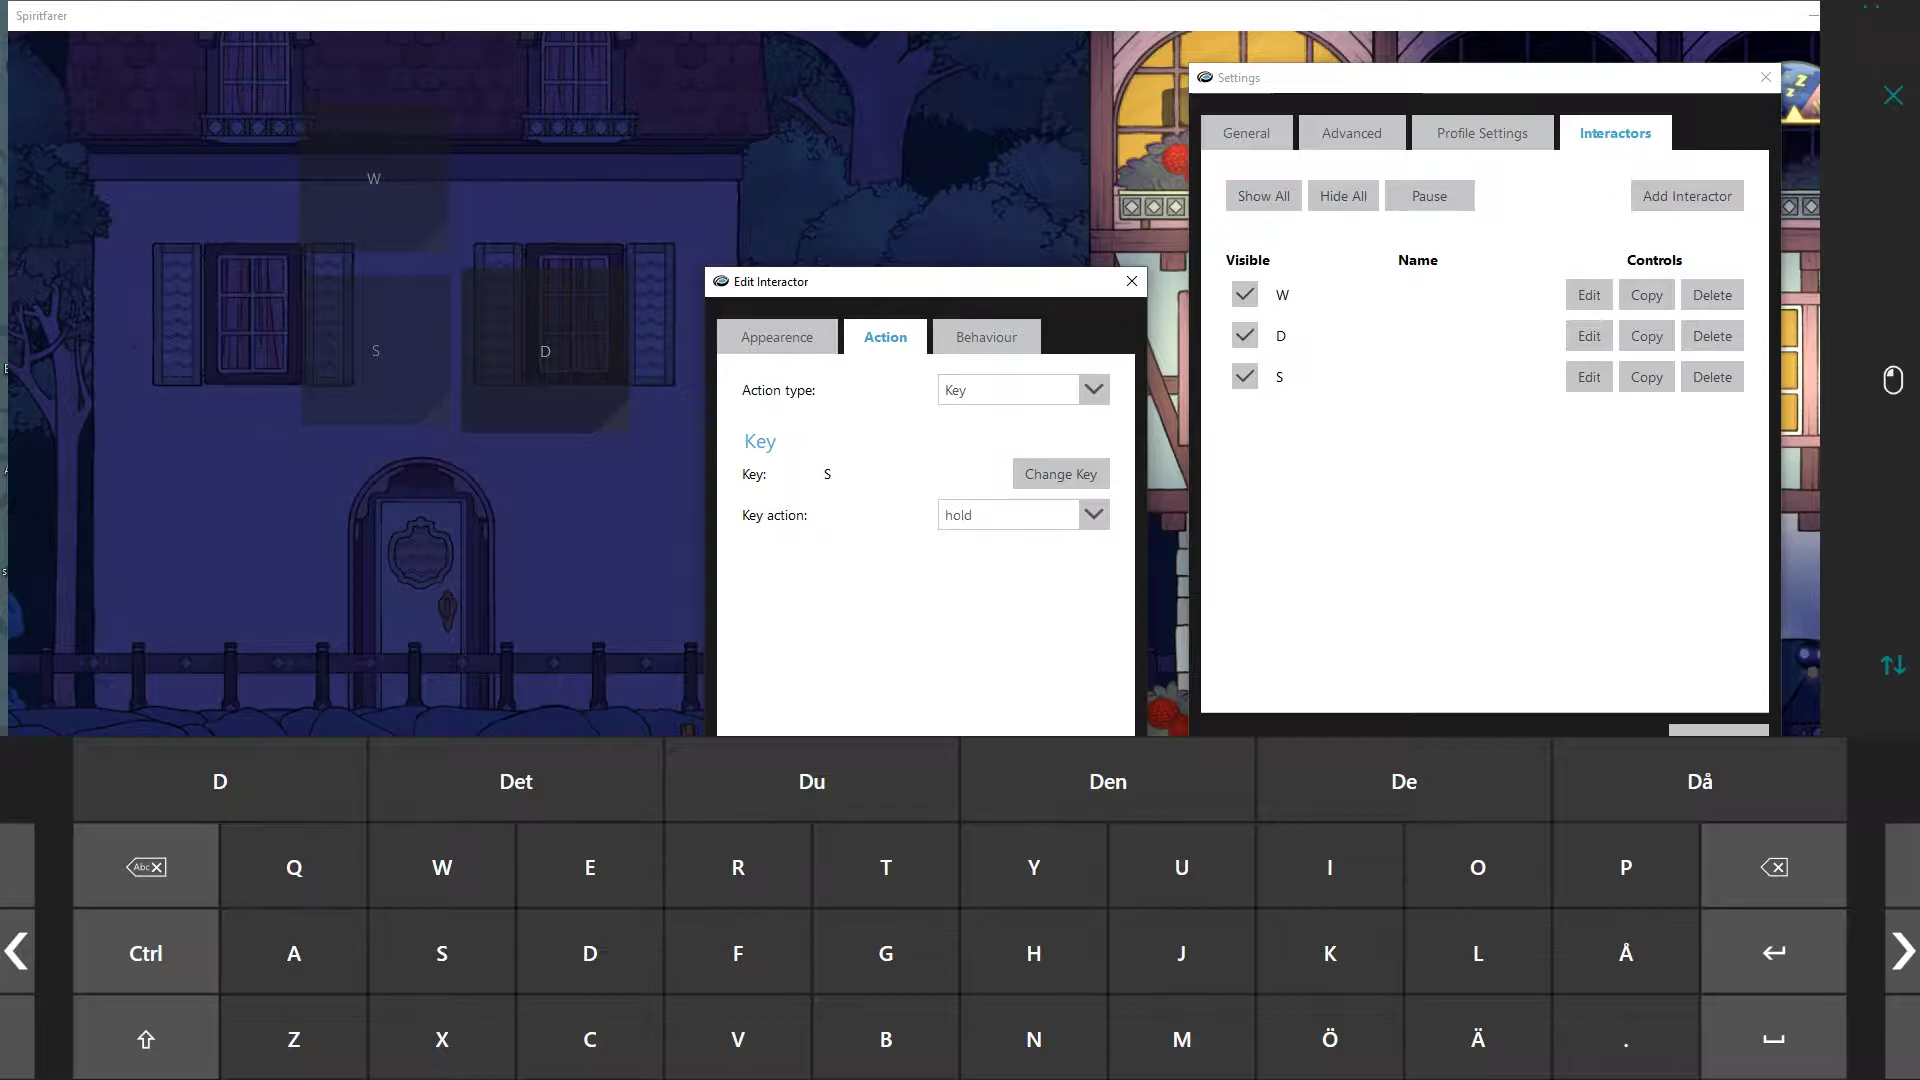 Spiritfarer
Settings
General
Advanced
Profile Settings
Interactors
Show All
Hide All
Pause
Add Interactor
Visible
Name
Controls
W
Edit
Copy
Delete
D
Edit
Copy
Delete
S
Edit
Copy
Delete
W
S
D
Edit Interactor
Appearence
Action
Behaviour
Action type:
Key
Key
Key:
S
Change Key
Key action:
hold
D
Det
Du
Den
De
Då
Abc
Q
W
E
R
T
Y
U
I
O
P
Ctrl
A
S
D
F
G
H
J
K
L
Å
Z
X
C
V
B
N
M
Ö
Ä
.